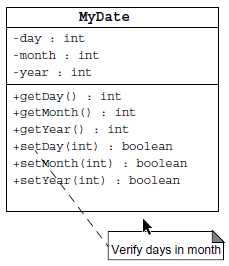 MyDate
-day : int
-month : int
-year : int
+getDay() : int
+getMonth() : int
+getYear() : int
+setDay(int) : boolean
+setMonth(int) : boolean
+setYear(int) : boolean
Verify days in month